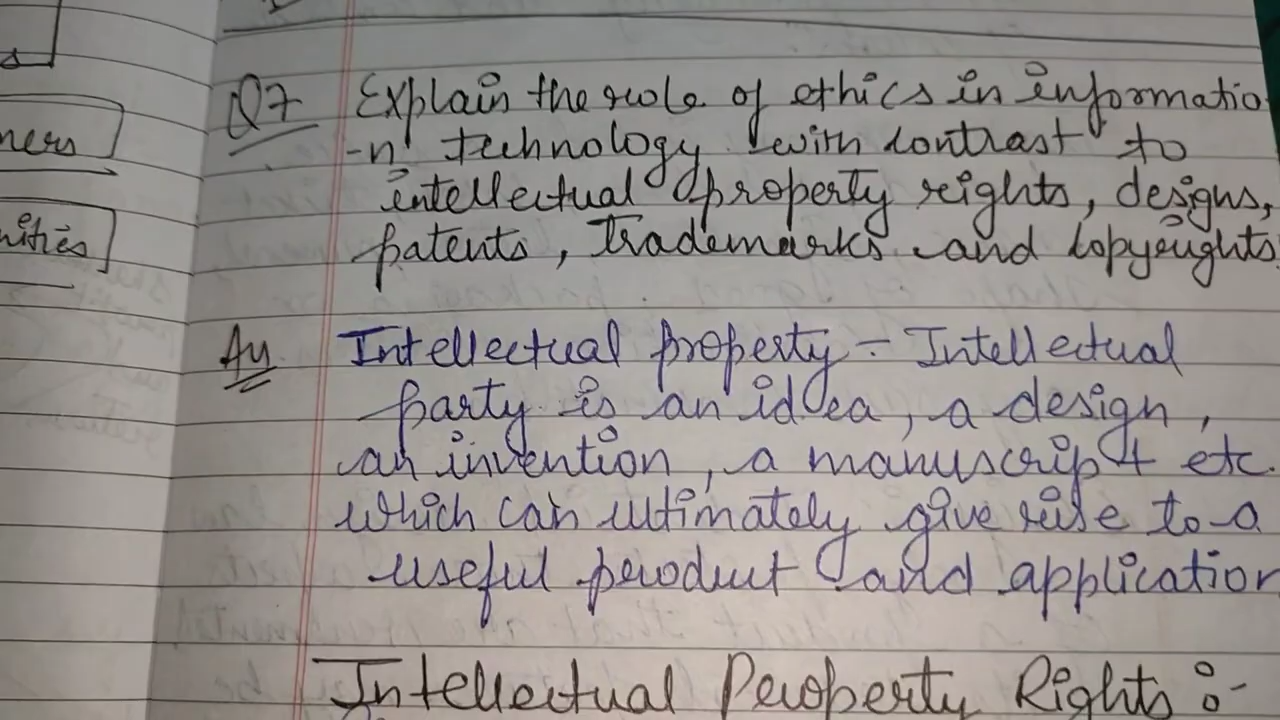 ners
nities
Q7 Explain the role of ethics in informatio
-n technology with contrast to
intellectual property rights, designs,
patents, Trademarks and copyrights.
Intellectual property - Intellectual
party is an idea, a design,
an invention, a manuscript etc.
which can ultimately give rise to a
useful product and application
Intellectual Property Rights :-